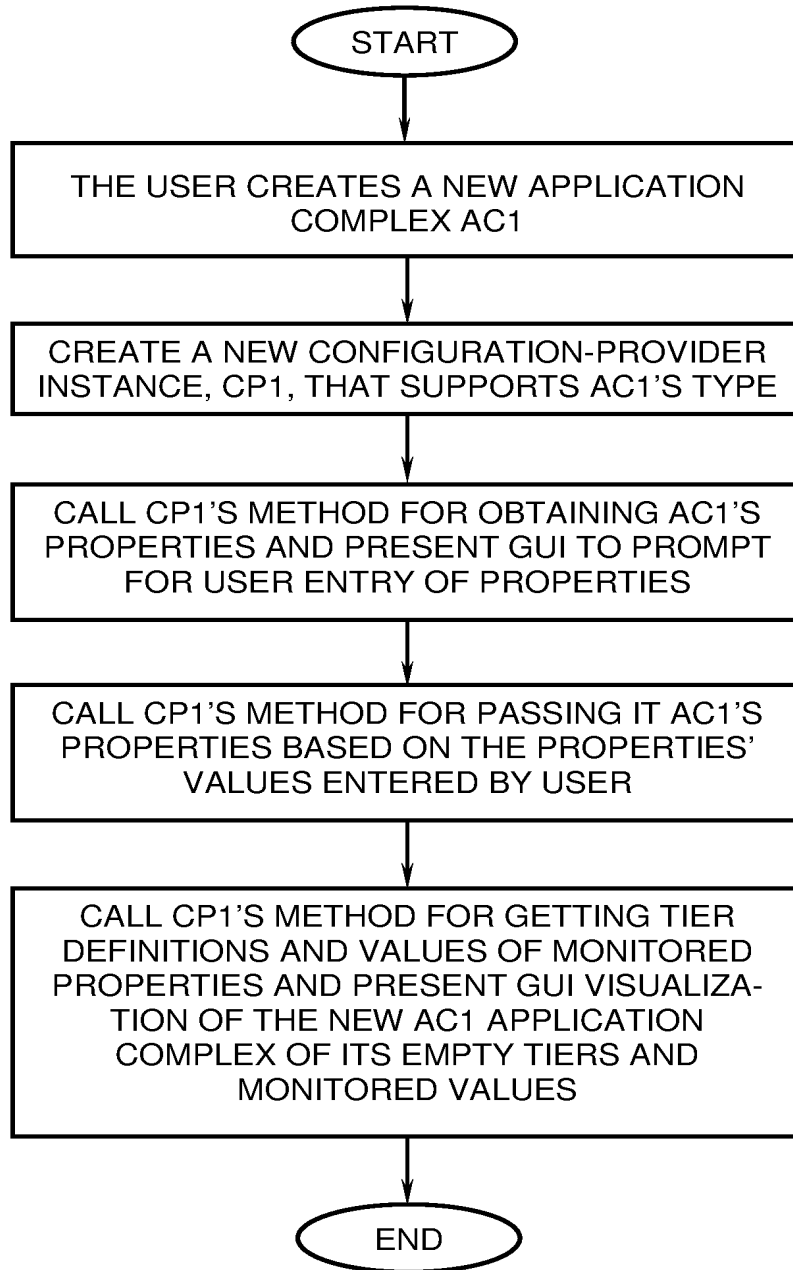 START
THE USER CREATES A NEW APPLICATION
COMPLEX AC1
CREATE A NEW CONFIGURATION-PROVIDER
INSTANCE, CP1, THAT SUPPORTS AC1'S TYPE
CALL CP1'S METHOD FOR OBTAINING AC1'S
PROPERTIES AND PRESENT GUI TO PROMPT
FOR USER ENTRY OF PROPERTIES
CALL CP1'S METHOD FOR PASSING IT AC1'S
PROPERTIES BASED ON THE PROPERTIES'
VALUES ENTERED BY USER
CALL CP1'S METHOD FOR GETTING TIER
DEFINITIONS AND VALUES OF MONITORED
PROPERTIES AND PRESENT GUI VISUALIZA-
TION OF THE NEW AC1 APPLICATION
COMPLEX OF ITS EMPTY TIERS AND
MONITORED VALUES
END